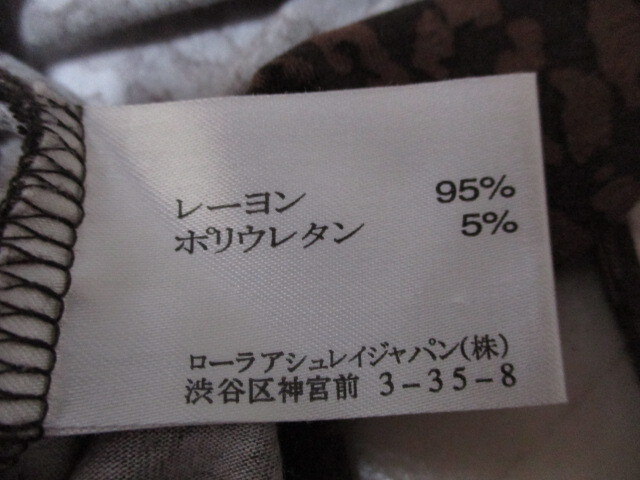 レーヨン 95%
ポリウレタン 5%
ローラアシュレイジャパン(株)
渋谷区神宮前 3-35-8